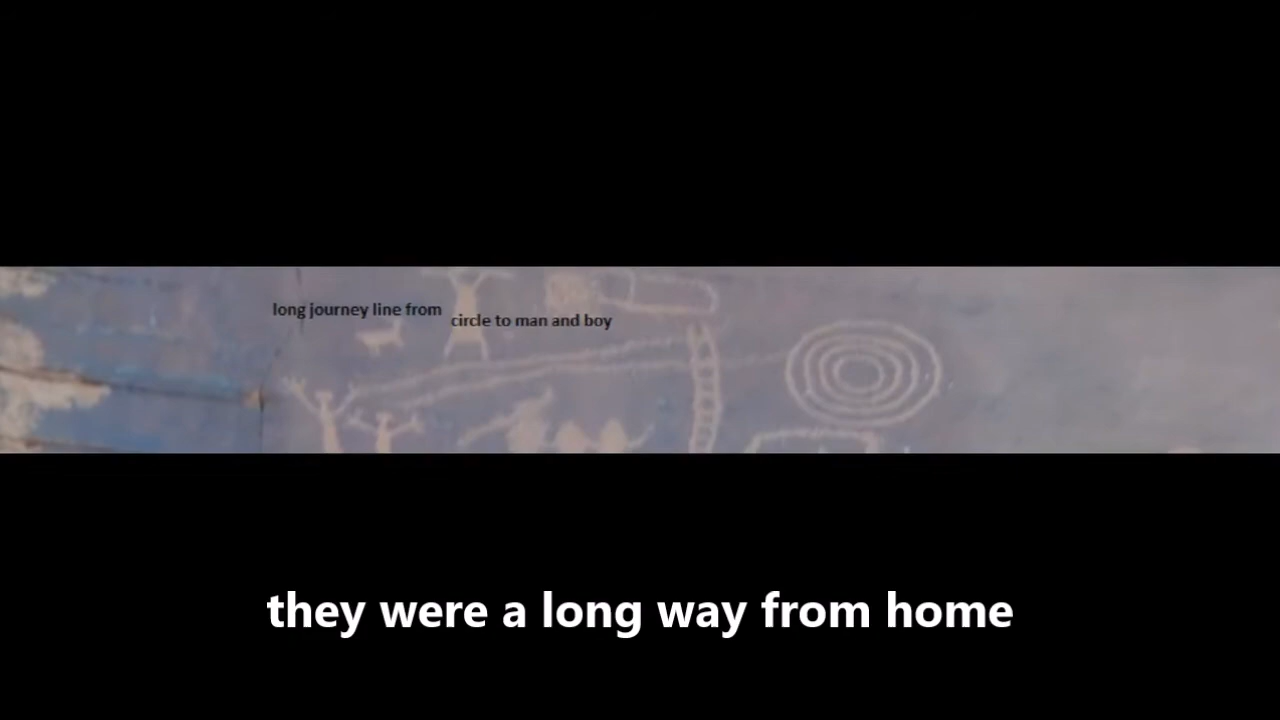 long journey line from
circle to man and boy
they were a long way from home